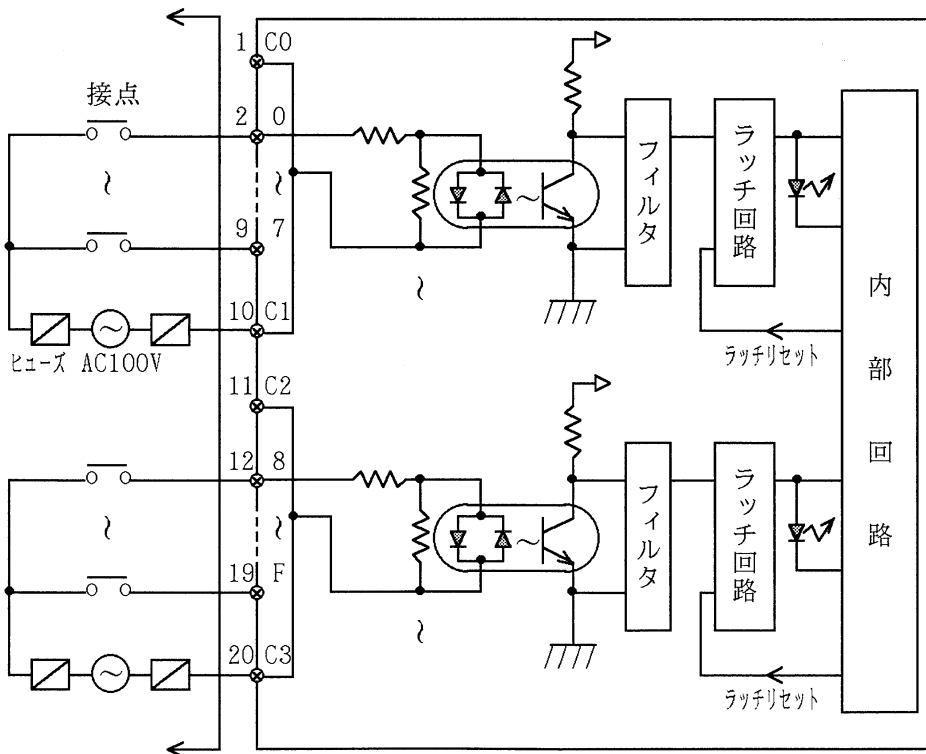 1 C0
接点
2 0
9 7
10 C1
ヒューズ AC100V
フィルタ
ラッチ回路
ラッチリセット
内部回路
11 C2
12 8
19 F
20 C3
フィルタ
ラッチ回路
ラッチリセット